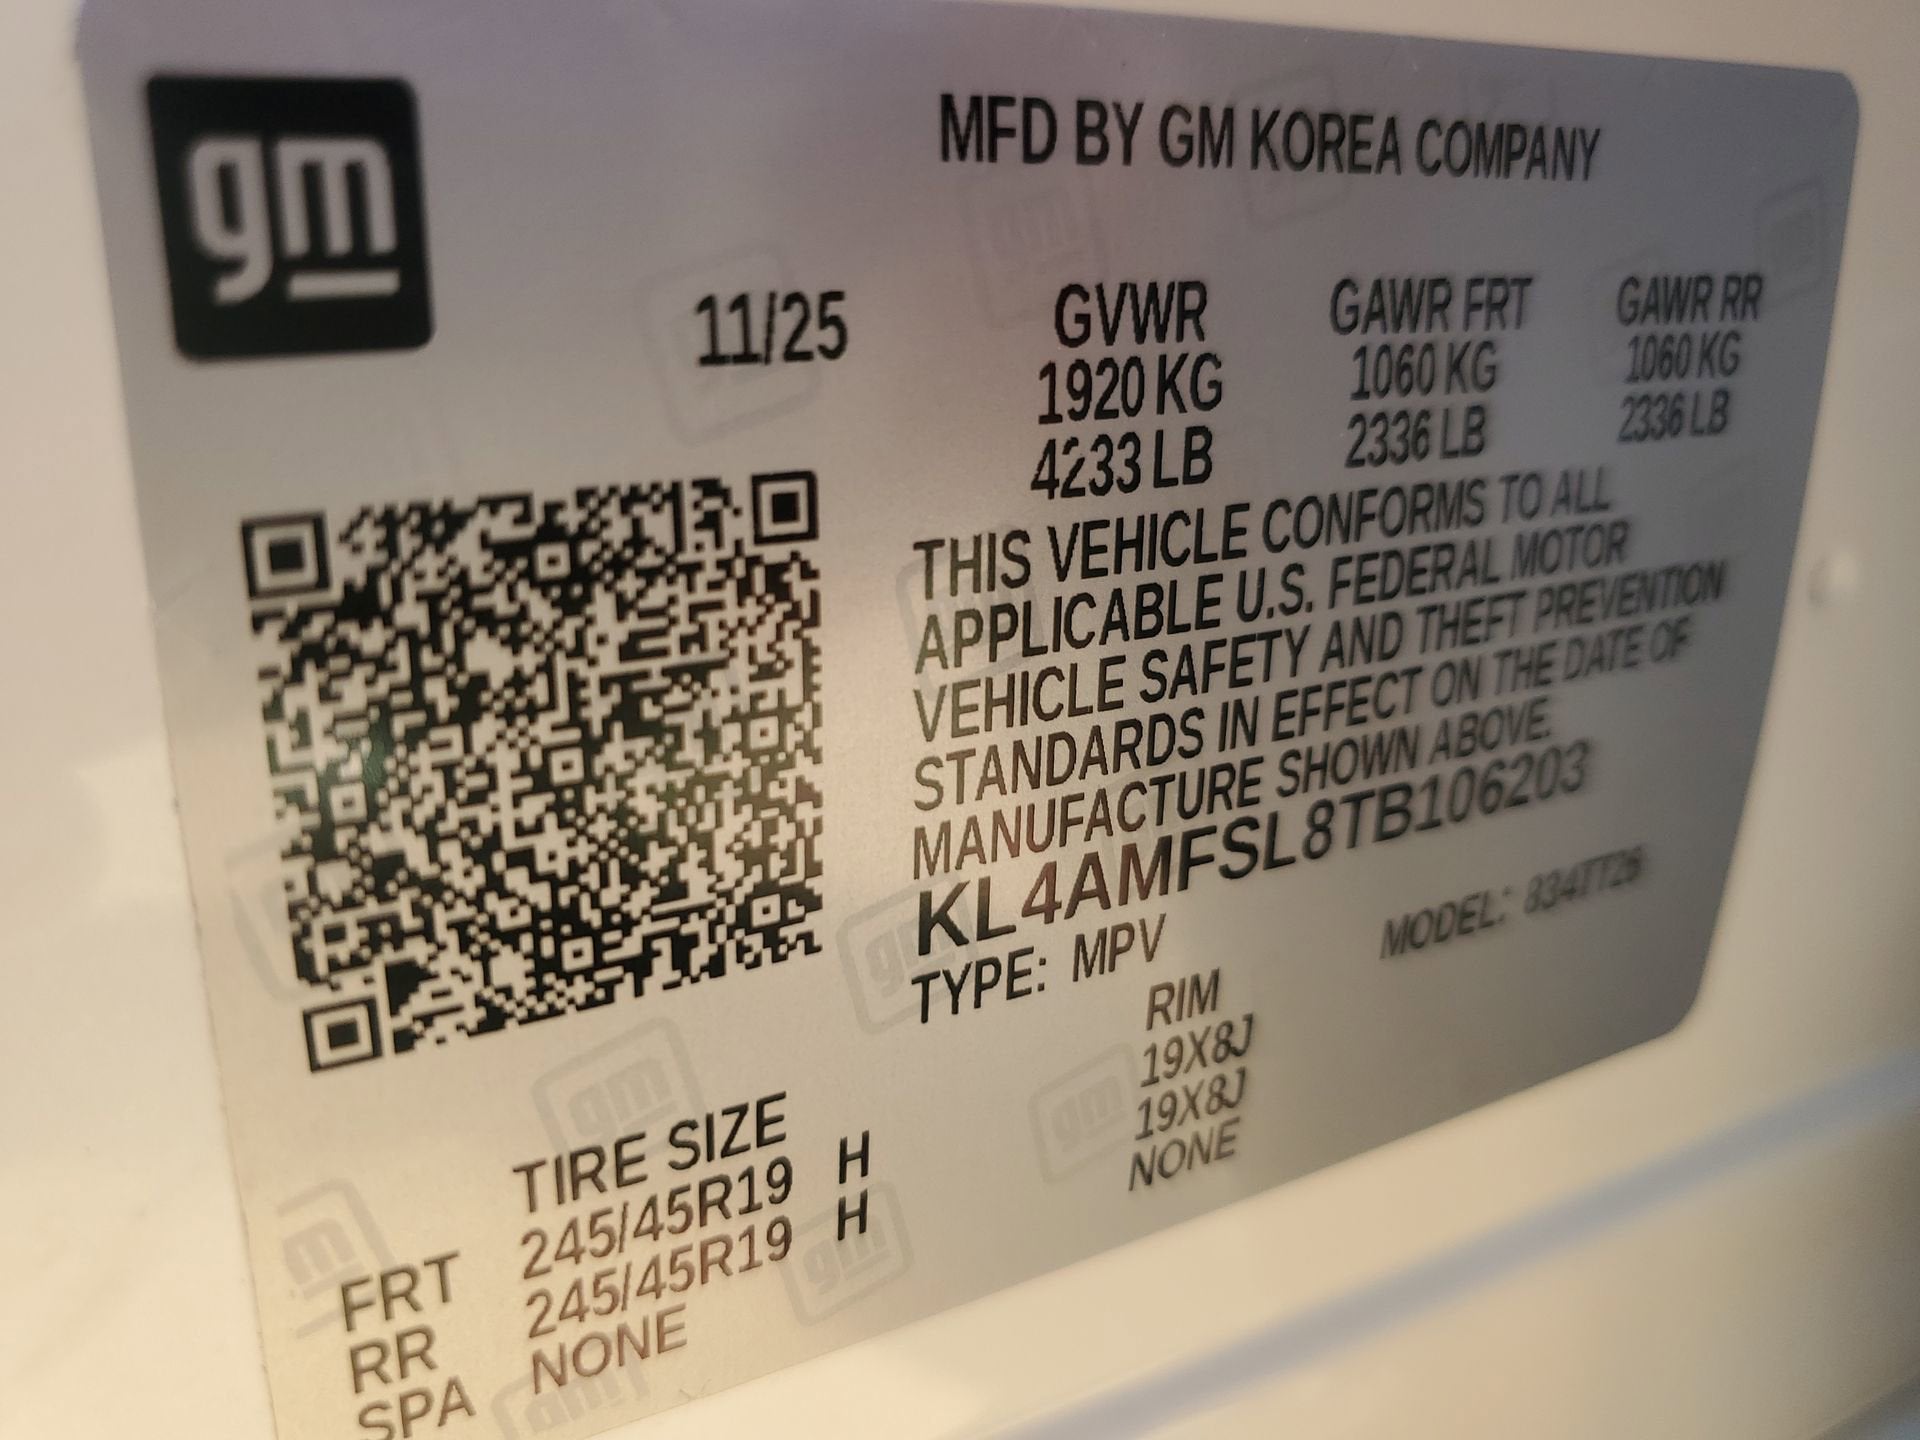 gm
MFD BY GM KOREA COMPANY
11/25 GVWR GAWR FRT GAWR RR
1920 KG 1060 KG 1060 KG
4233 LB 2336 LB 2336 LB
THIS VEHICLE CONFORMS TO ALL
APPLICABLE U.S. FEDERAL MOTOR
VEHICLE SAFETY AND THEFT PREVENTION
STANDARDS IN EFFECT ON THE DATE OF
MANUFACTURE SHOWN ABOVE.
KL4AMFSL8TB106203
TYPE: MPV MODEL:
TIRE SIZE RIM
FRT 245/45R19 H 19X8J
RR 245/45R19 H 19X8J
SPA NONE NONE